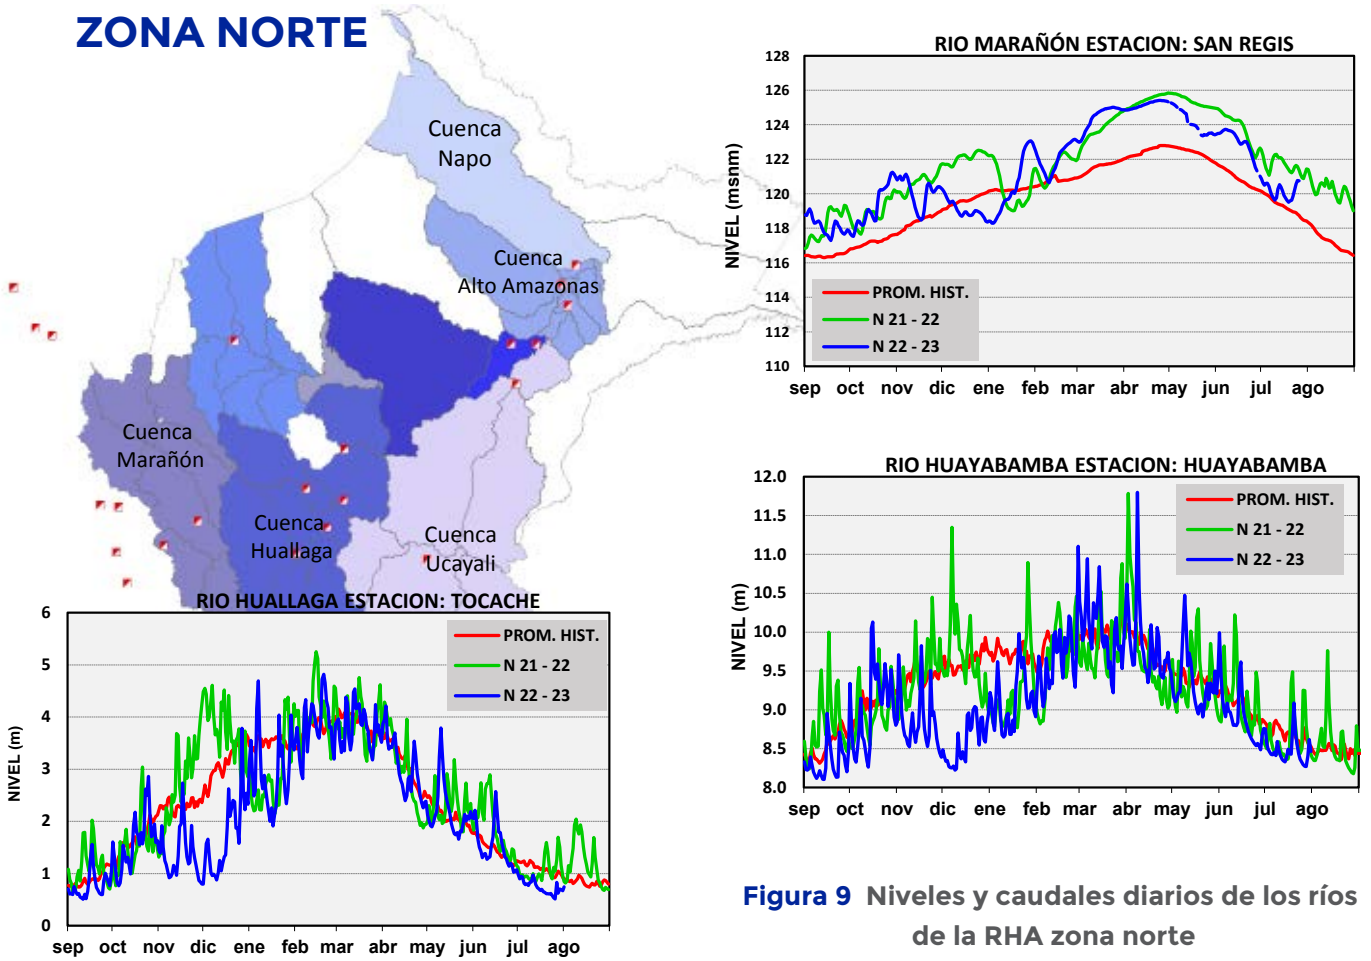 ZONA NORTE
Cuenca
Napo
Cuenca
Alto Amazonas
Cuenca
Marañón
Cuenca
Huallaga
Cuenca
Ucayali
RIO MARAÑÓN ESTACION: SAN REGIS
NIVEL (msnm)
128
126
124
122
120
118
116
114
112
110
PROM. HIST.
N 21 - 22
N 22 - 23
sep oct nov dic ene feb mar abr may jun jul ago
RIO HUAYABAMBA ESTACION: HUAYABAMBA
NIVEL (m)
12.0
11.5
11.0
10.5
10.0
9.5
9.0
8.5
8.0
PROM. HIST.
N 21 - 22
N 22 - 23
sep oct nov dic ene feb mar abr may jun jul ago
RIO HUALLAGA ESTACION: TOCACHE
NIVEL (m)
6
5
4
3
2
1
0
PROM. HIST.
N 21 - 22
N 22 - 23
sep oct nov dic ene feb mar abr may jun jul ago
Figura 9 Niveles y caudales diarios de los ríos
de la RHA zona norte